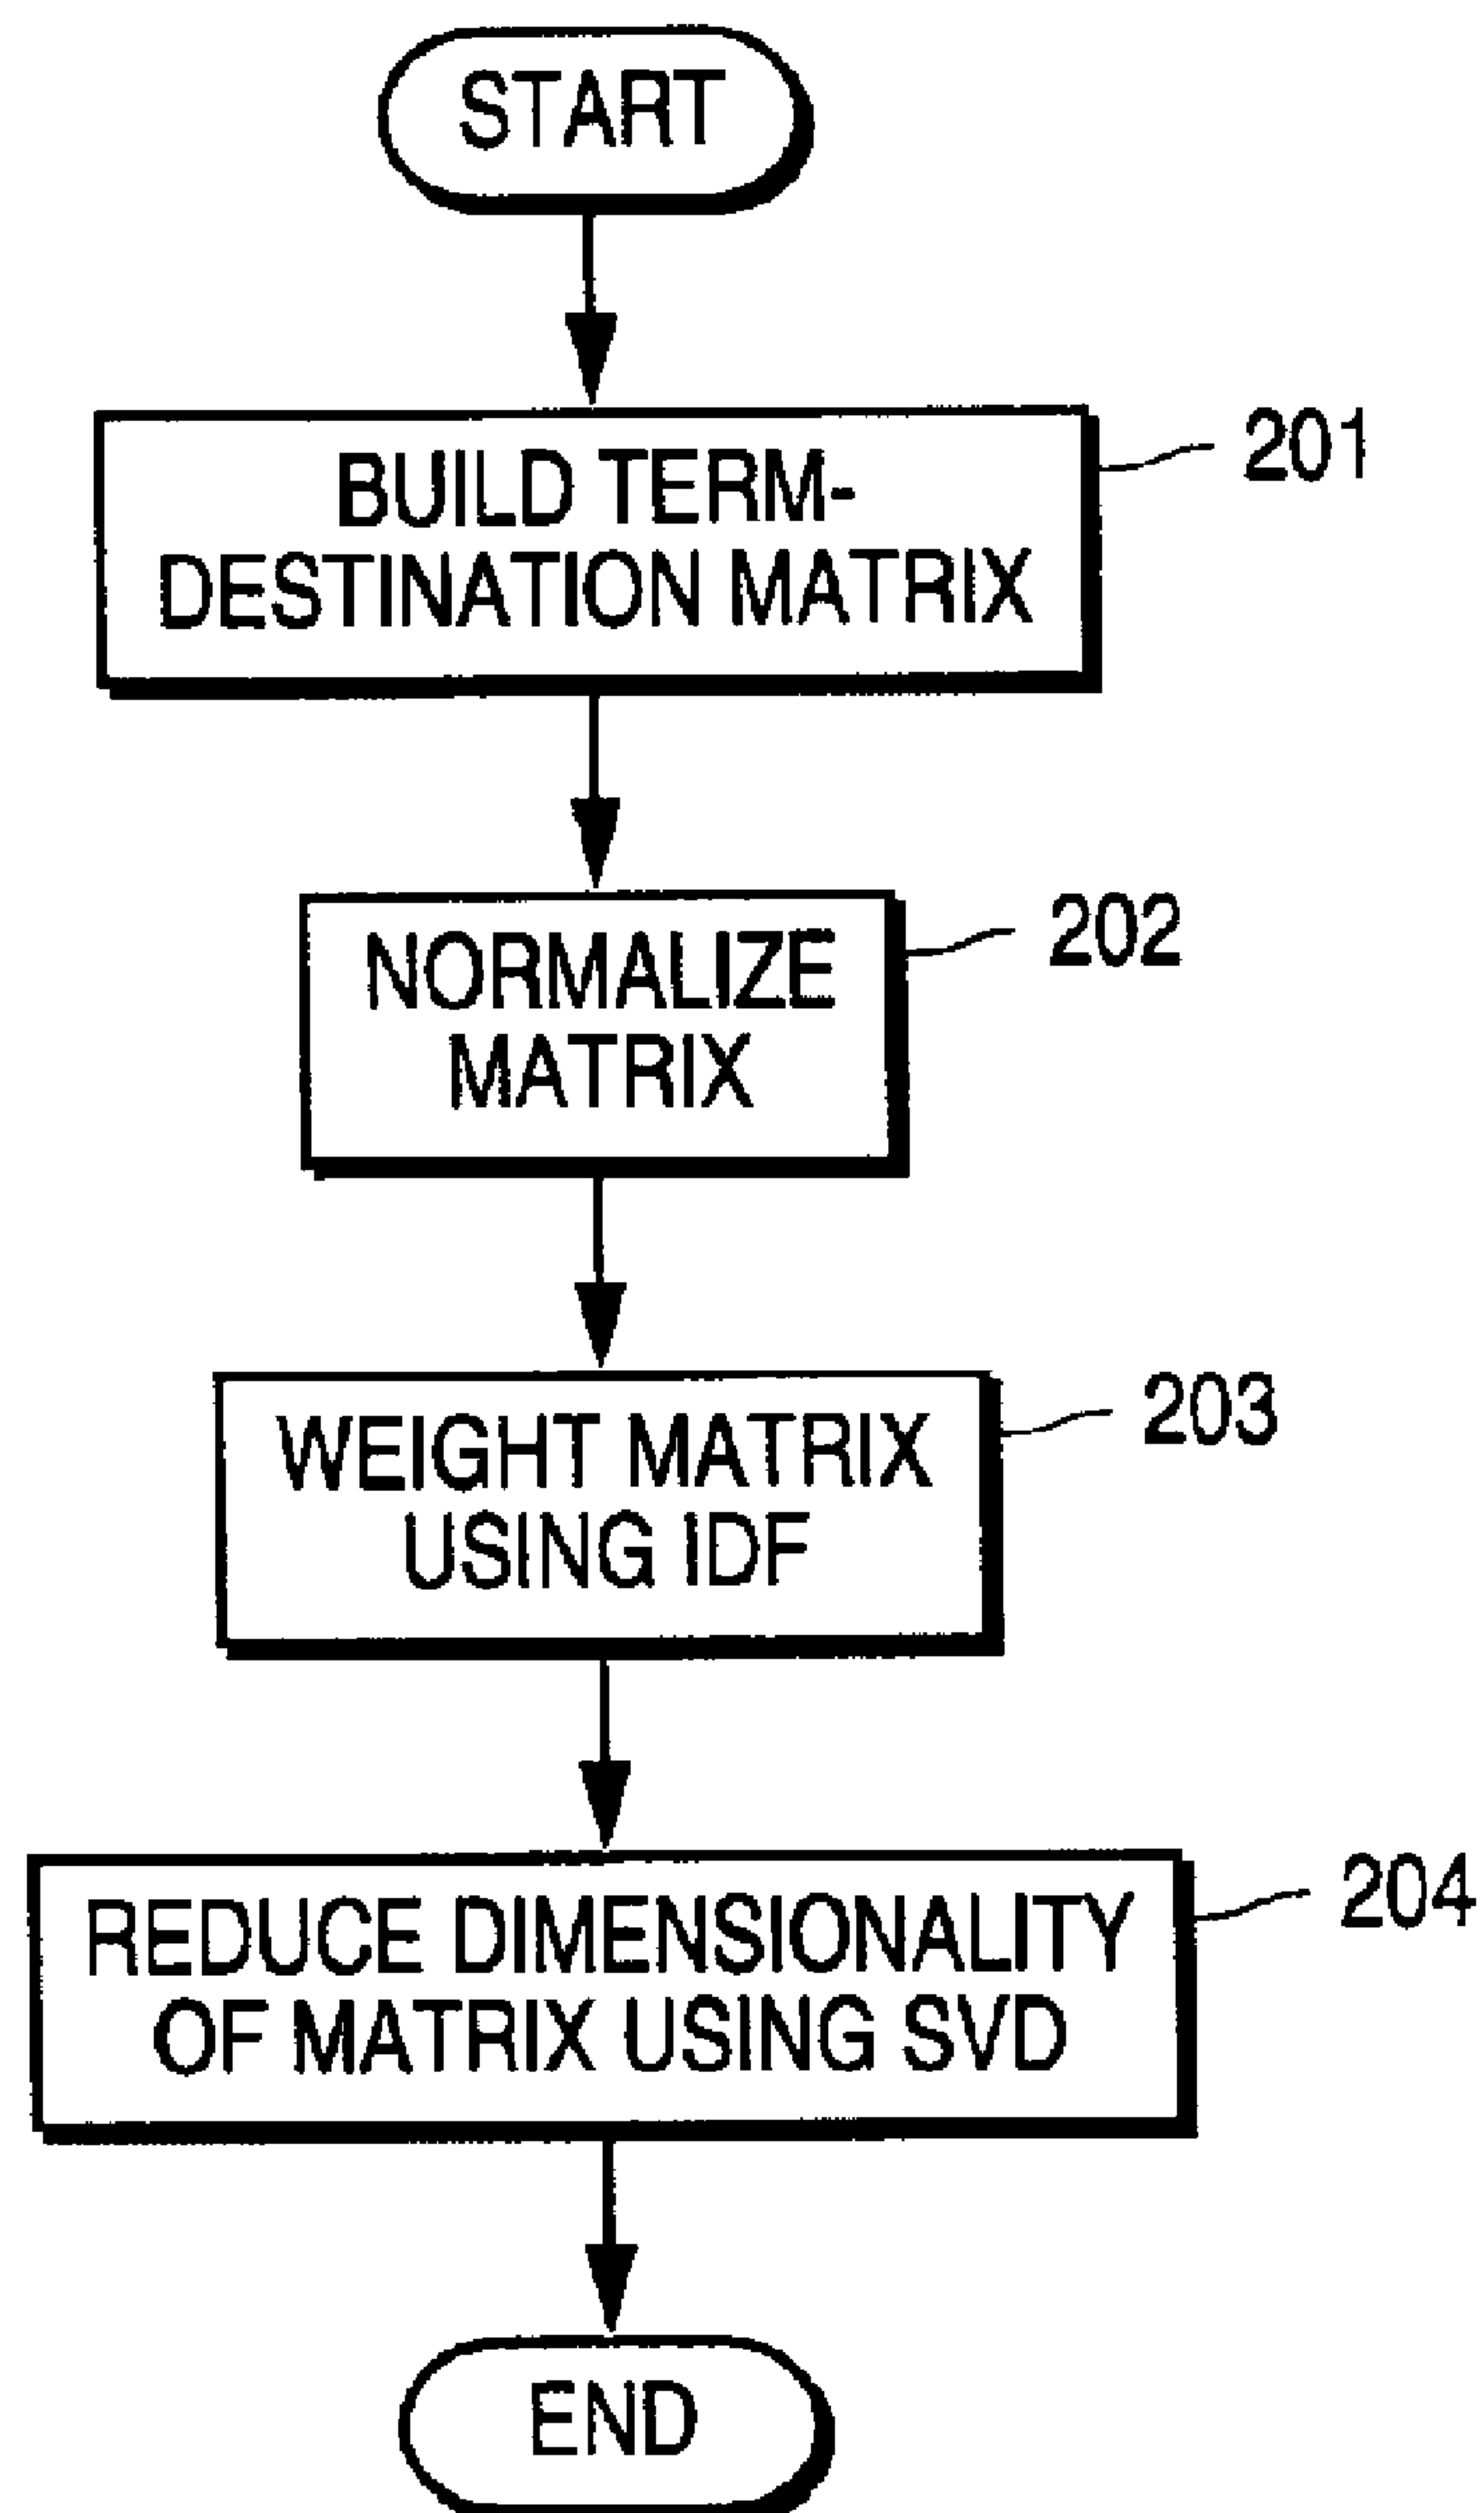 START
BUILD TERM-
DESTINATION MATRIX
201
NORMALIZE
MATRIX
202
WEIGHT MATRIX
USING IDF
203
REDUCE DIMENSIONALITY
OF MATRIX USING SVD
204
END